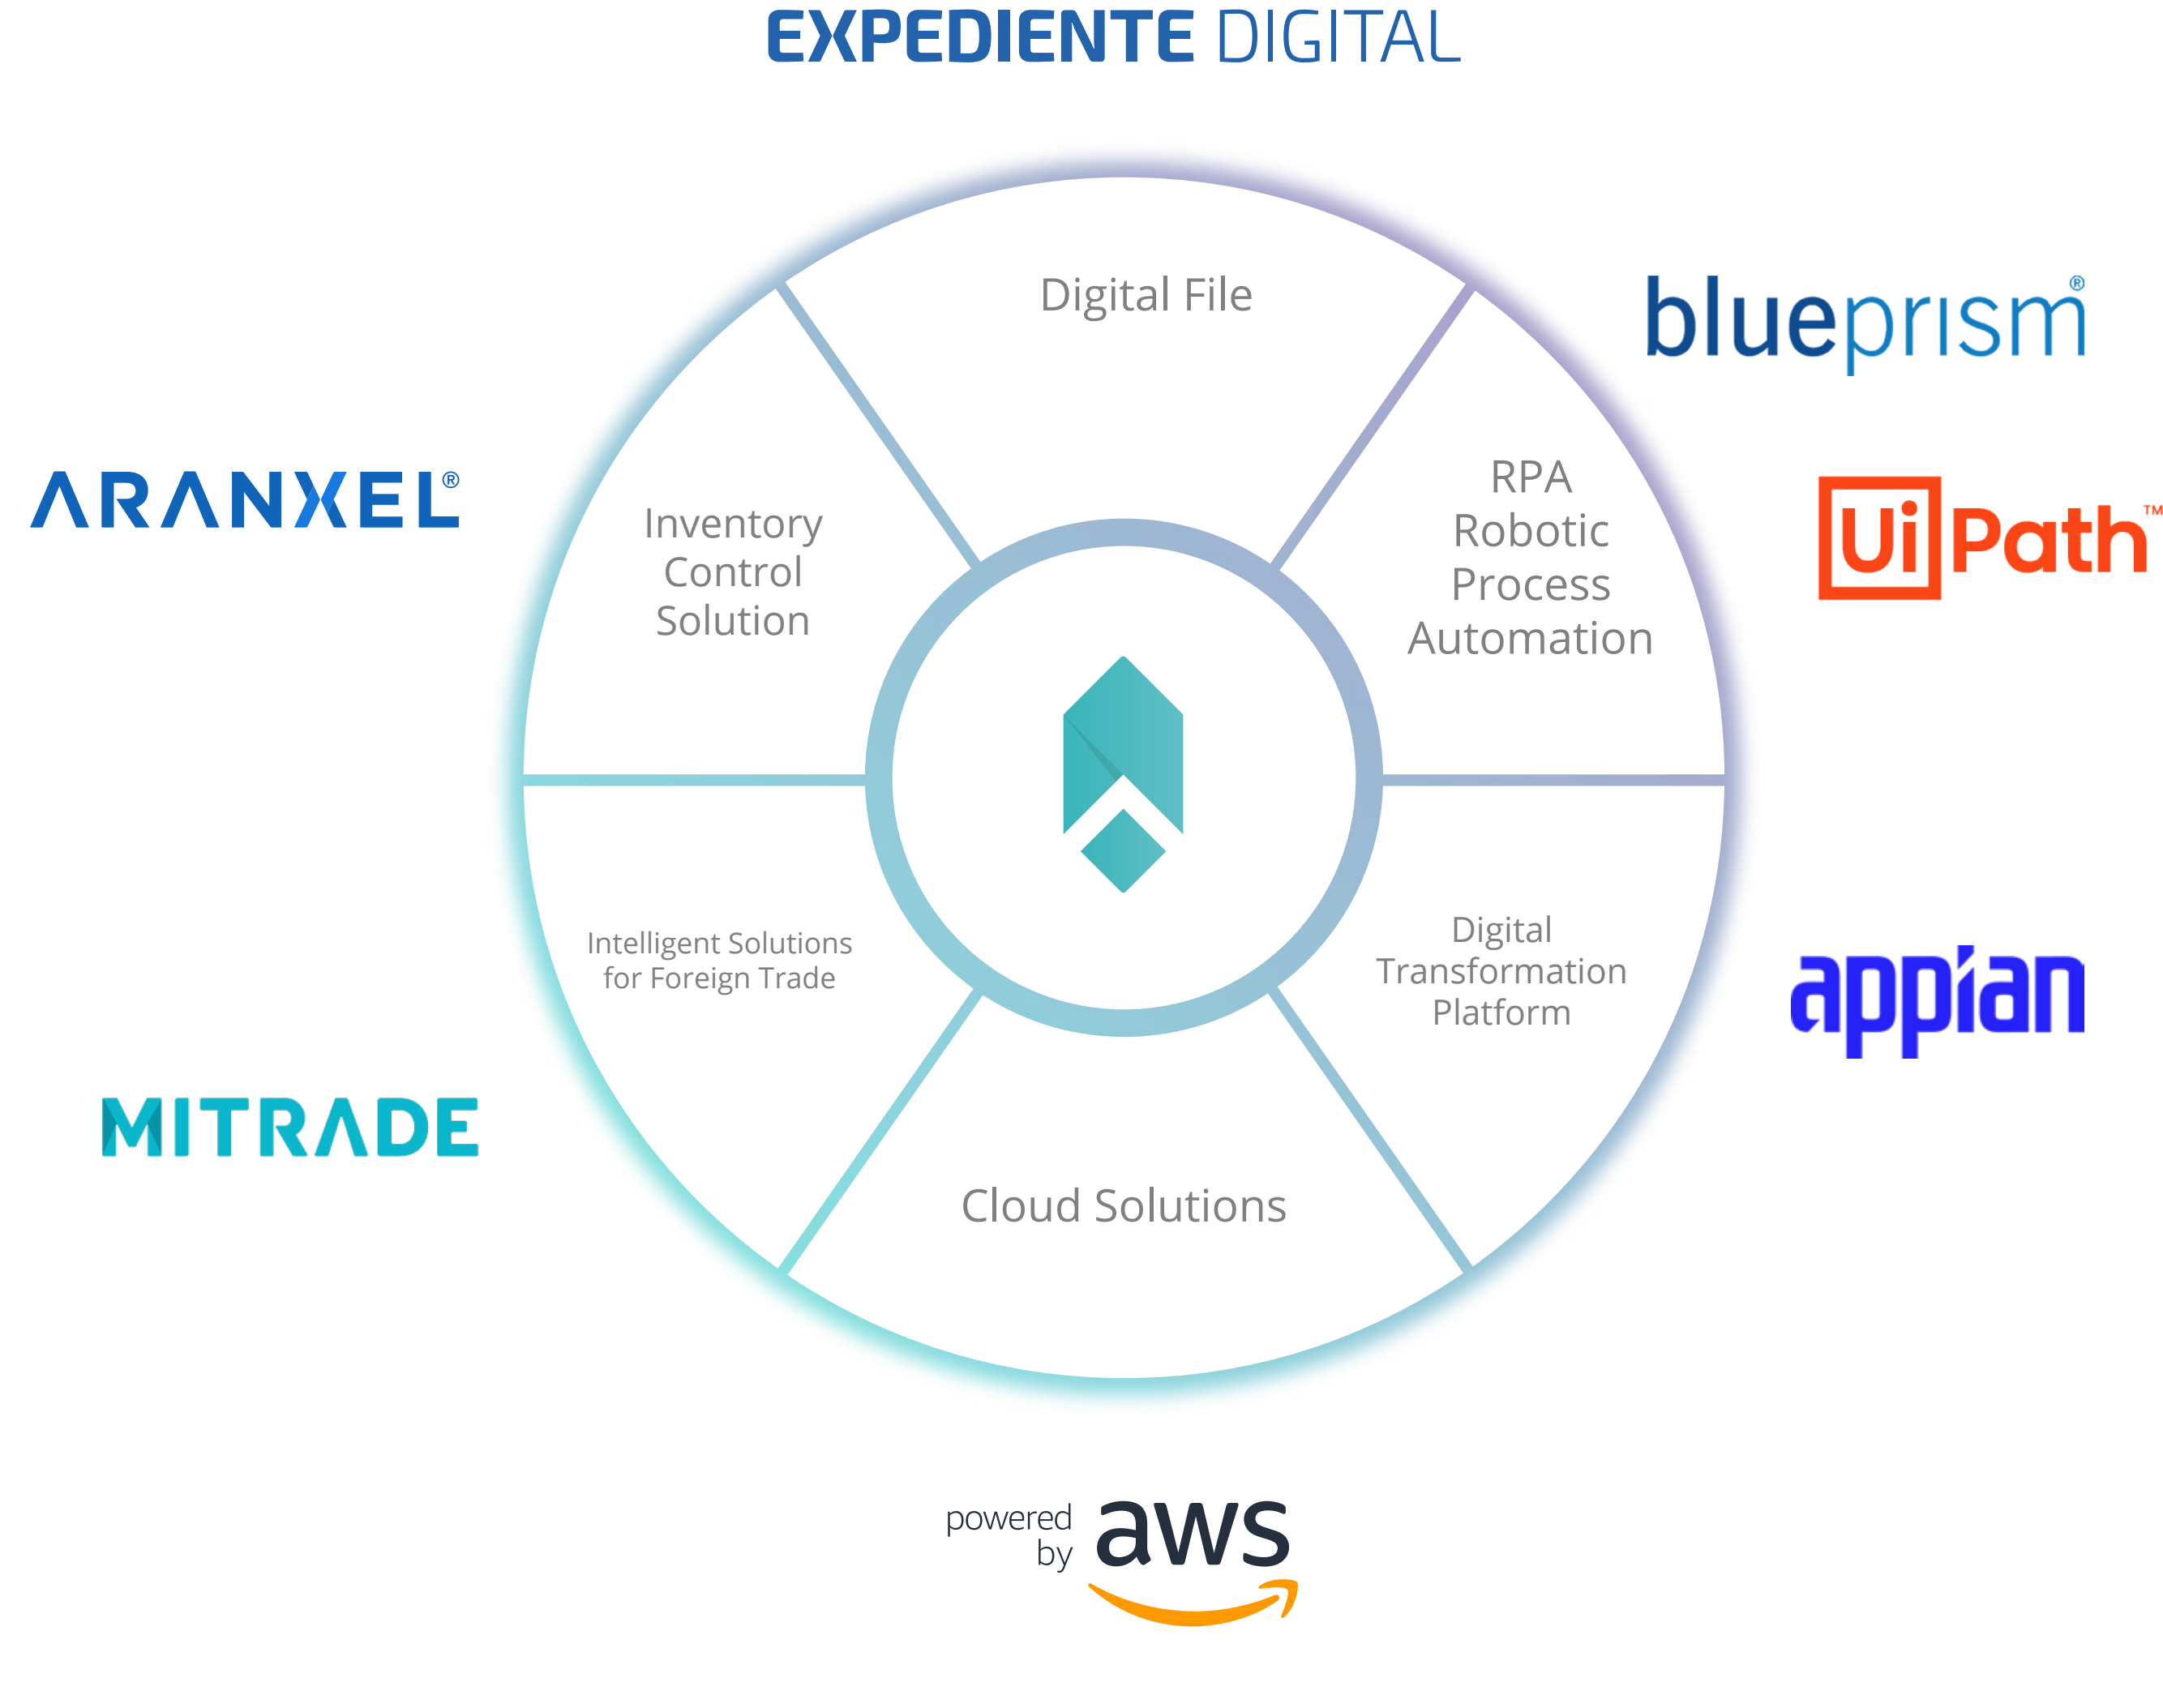 EXPEDIENTE DIGITAL
Digital File
blueprism®
RPA
Robotic
Process
Automation
UiPath™
ARANXEL®
Inventory
Control
Solution
Intelligent Solutions
for Foreign Trade
Digital
Transformation
Platform
appian
MITRADE
Cloud Solutions
powered
by
aws